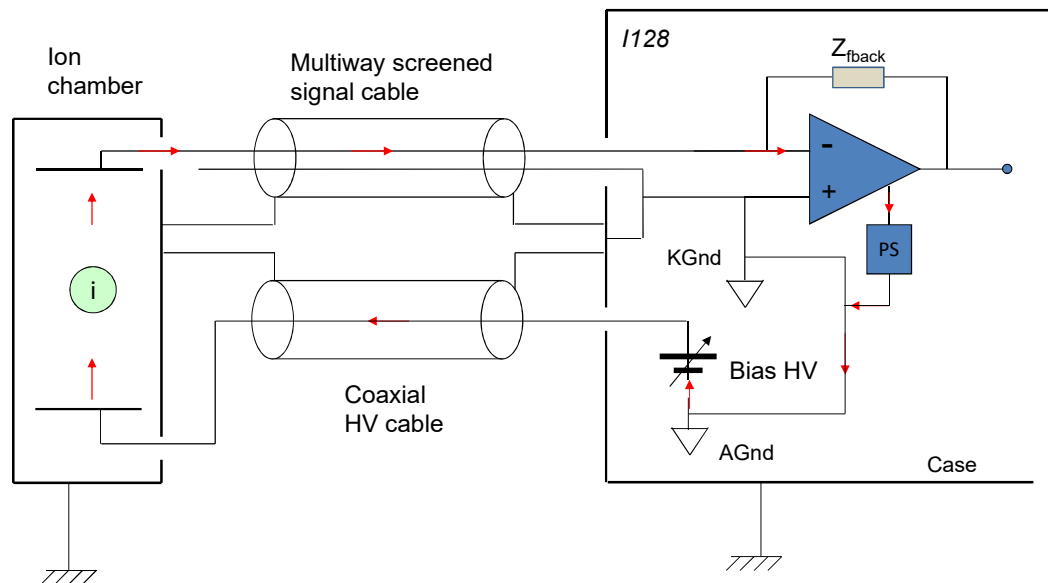 I128
Ion
chamber
Multiway screened
signal cable
Zfback
-
+
PS
KGnd
i
Bias HV
Coaxial
HV cable
AGnd
Case